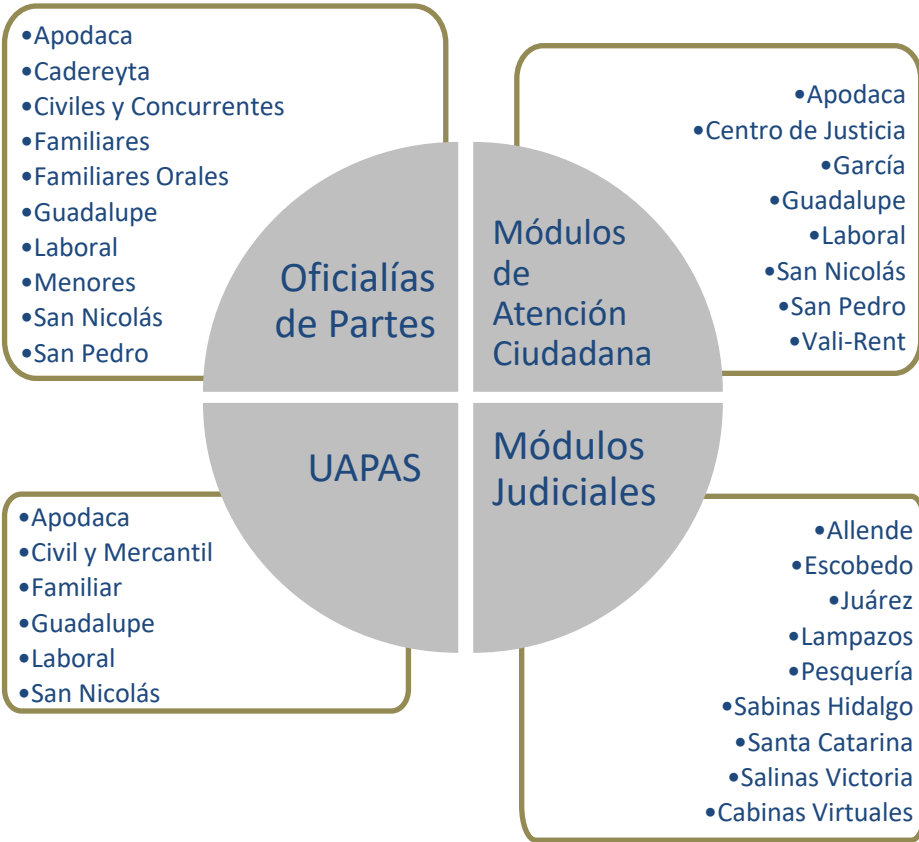 •Apodaca
•Cadereyta
•Civiles y Concurrentes
•Familiares
•Familiares Orales
•Guadalupe
•Laboral
•Menores
•San Nicolás
•San Pedro
Oficialías
de Partes
•Apodaca
•Centro de Justicia
•García
•Guadalupe
•Laboral
•San Nicolás
•San Pedro
•Vali-Rent
Módulos
de
Atención
Ciudadana
UAPAS
•Apodaca
•Civil y Mercantil
•Familiar
•Guadalupe
•Laboral
•San Nicolás
Módulos
Judiciales
•Allende
•Escobedo
•Juárez
•Lampazos
•Pesquería
•Sabinas Hidalgo
•Santa Catarina
•Salinas Victoria
•Cabinas Virtuales